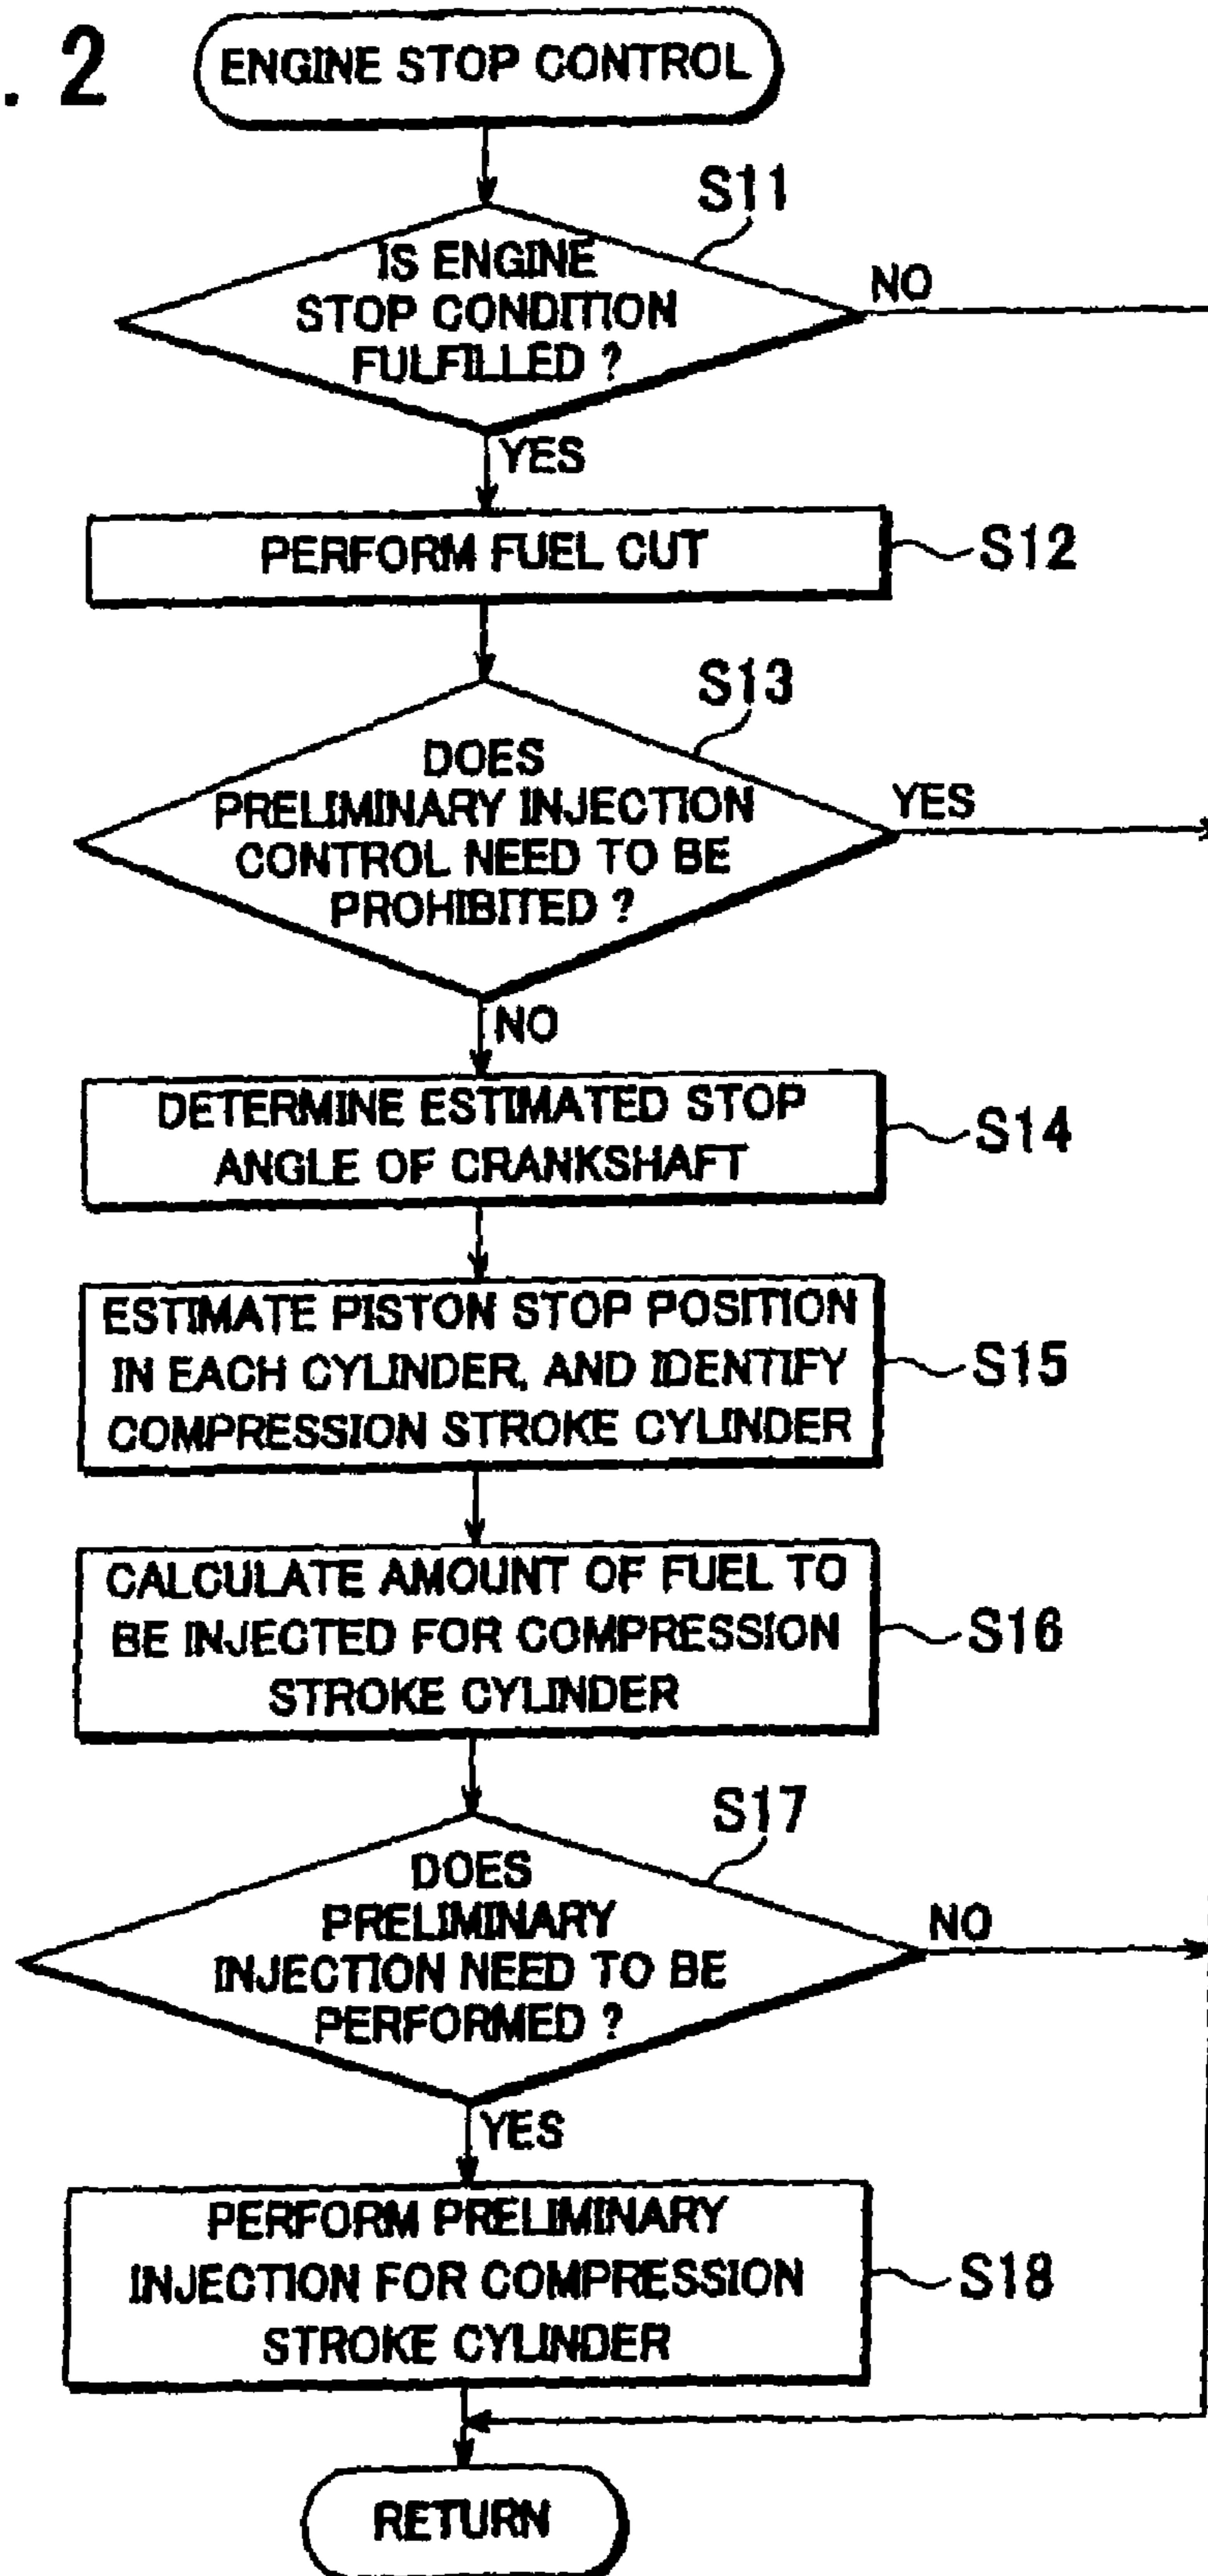 . 2
ENGINE STOP CONTROL
S11
IS ENGINE
STOP CONDITION
FULFILLED ?
NO
YES
PERFORM FUEL CUT
S12
S13
DOES
PRELIMINARY INJECTION
CONTROL NEED TO BE
PROHIBITED ?
YES
NO
DETERMINE ESTIMATED STOP
ANGLE OF CRANKSHAFT
S14
ESTIMATE PISTON STOP POSITION
IN EACH CYLINDER, AND IDENTIFY
COMPRESSION STROKE CYLINDER
S15
CALCULATE AMOUNT OF FUEL TO
BE INJECTED FOR COMPRESSION
STROKE CYLINDER
S16
S17
DOES
PRELIMINARY
INJECTION NEED TO BE
PERFORMED ?
NO
YES
PERFORM PRELIMINARY
INJECTION FOR COMPRESSION
STROKE CYLINDER
S18
RETURN